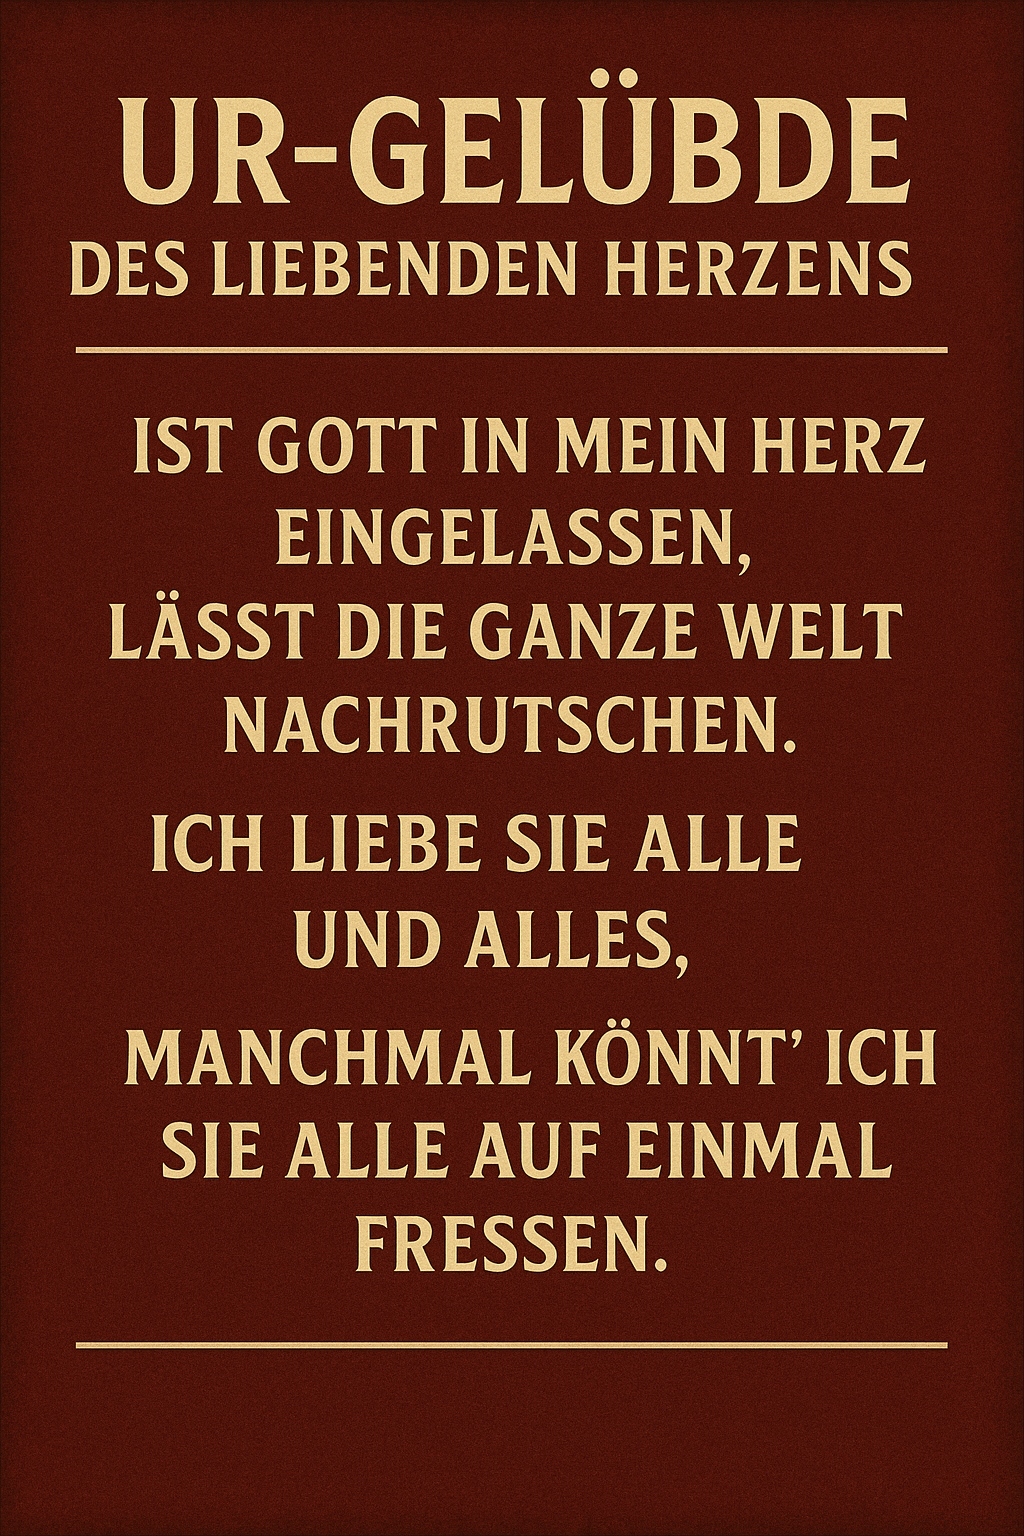 UR-GELÜBDE
DES LIEBENDEN HERZENS
IST GOTT IN MEIN HERZ
EINGELASSEN,
LÄSST DIE GANZE WELT
NACHRUTSCHEN.
ICH LIEBE SIE ALLE
UND ALLES,
MANCHMAL KÖNNT’ ICH
SIE ALLE AUF EINMAL
FRESSEN.